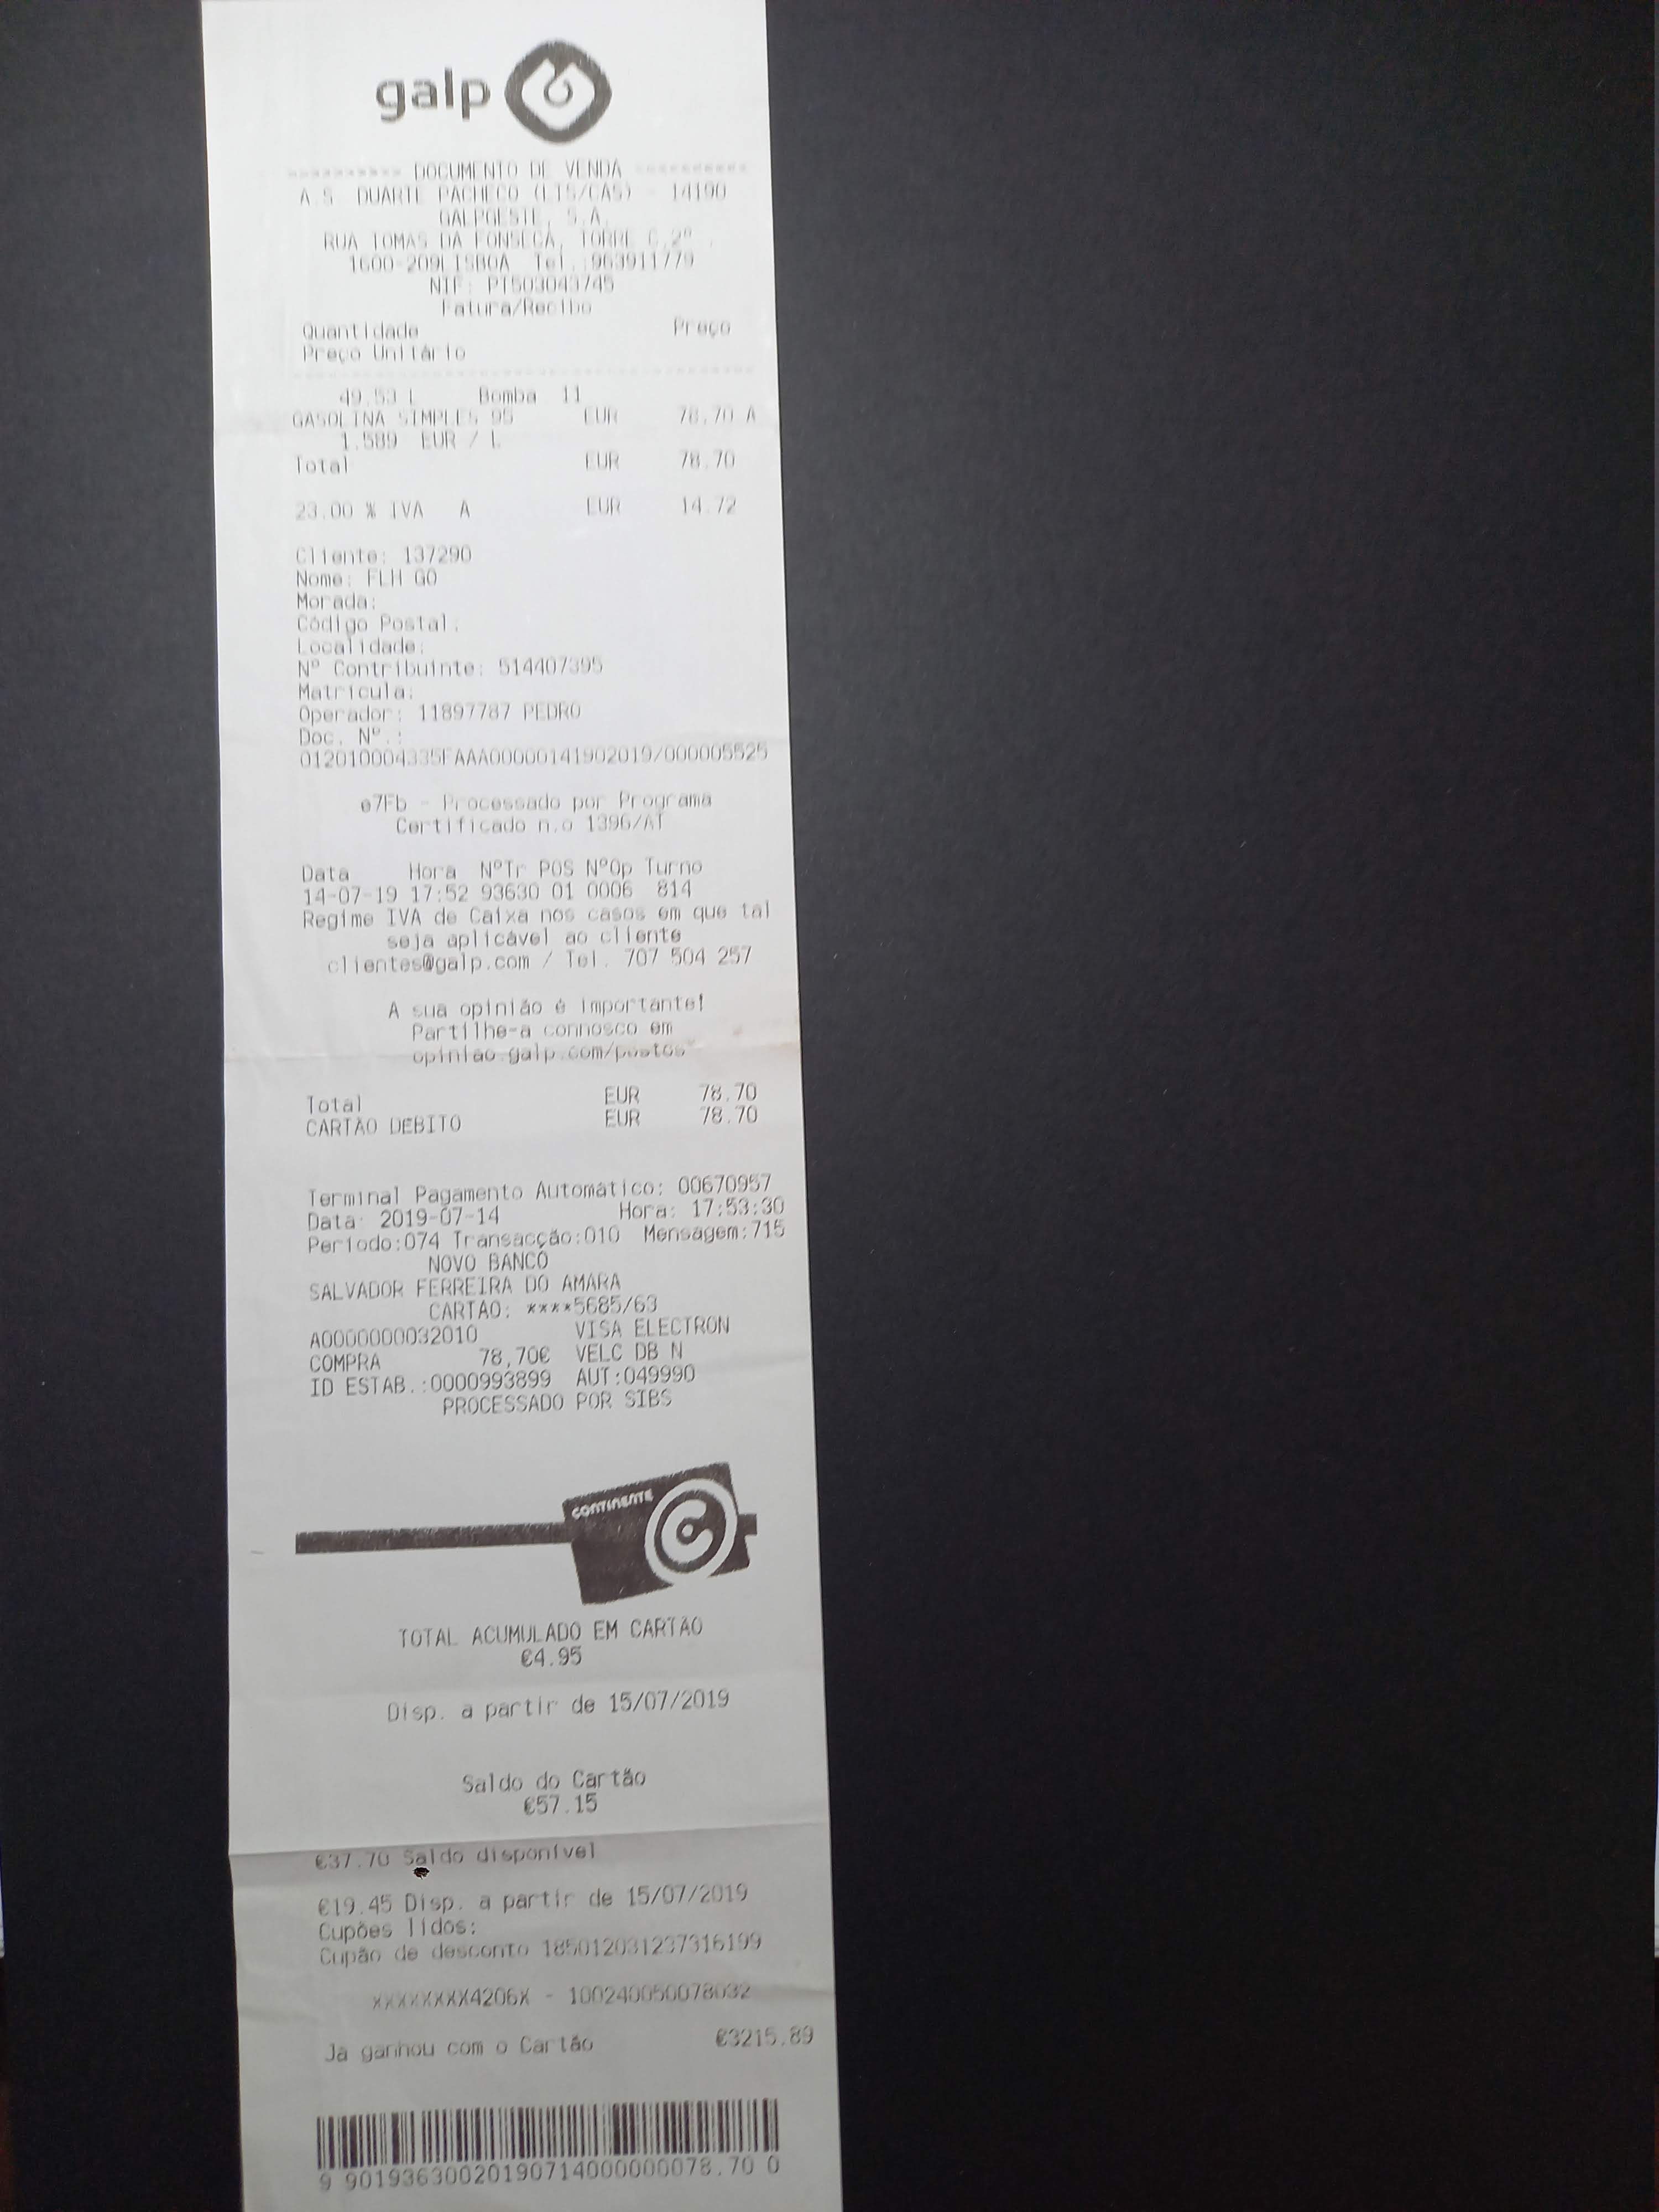 galp
---------- DOCUMENTO DE VENDA ----------
A.S. DUARTE PACHECO (LIS/CAS) - 14190
GALPGESTE, S.A.
RUA TOMAS DA FONSECA, TORRE C,2º
1600-209LISBOA Tel.:963911779
NIF: PT503043745
Fatura/Recibo
Quantidade Preço
Preço Unitário
49.53 L Bomba 11
GASOLINA SIMPLES 95 EUR 78.70 A
1.589 EUR / L
Total EUR 78.70
23.00 % IVA A EUR 14.72
Cliente: 137290
Nome: FLH GO
Morada:
Código Postal:
Localidade:
Nº Contribuinte: 514407395
Matrícula:
Operador: 11897787 PEDRO
Doc. Nº.:
012010004335FAAA00000141902019/000005525
e7Fb - Processado por Programa
Certificado n.o 1396/AT
Data Hora NºTr POS NºOp Turno
14-07-19 17:52 93630 01 0006 814
Regime IVA de Caixa nos casos em que tal
seja aplicável ao cliente
clientes@galp.com / Tel. 707 504 257
A sua opinião é importante!
Partilhe-a connosco em
opiniao.galp.com/postos
Total EUR 78.70
CARTÃO DEBITO EUR 78.70
Terminal Pagamento Automático: 00670957
Data: 2019-07-14 Hora: 17:53:30
Período:074 Transacção:010 Mensagem:715
NOVO BANCO
SALVADOR FERREIRA DO AMARA
CARTAO: ****5685/63
A0000000032010 VISA ELECTRON
COMPRA 78,70€ VELC DB N
ID ESTAB.:0000993899 AUT:049990
PROCESSADO POR SIBS
CONTINENTE
TOTAL ACUMULADO EM CARTÃO
€4.95
Disp. a partir de 15/07/2019
Saldo do Cartão
€57.15
€37.70 Saldo disponível
€19.45 Disp. a partir de 15/07/2019
Cupões lidos:
Cupão de desconto 185012031237316199
XXXXXXXX4206X - 100240050078032
Ja ganhou com o Cartão €3215.89
9 90193630020190714000000078.70 0